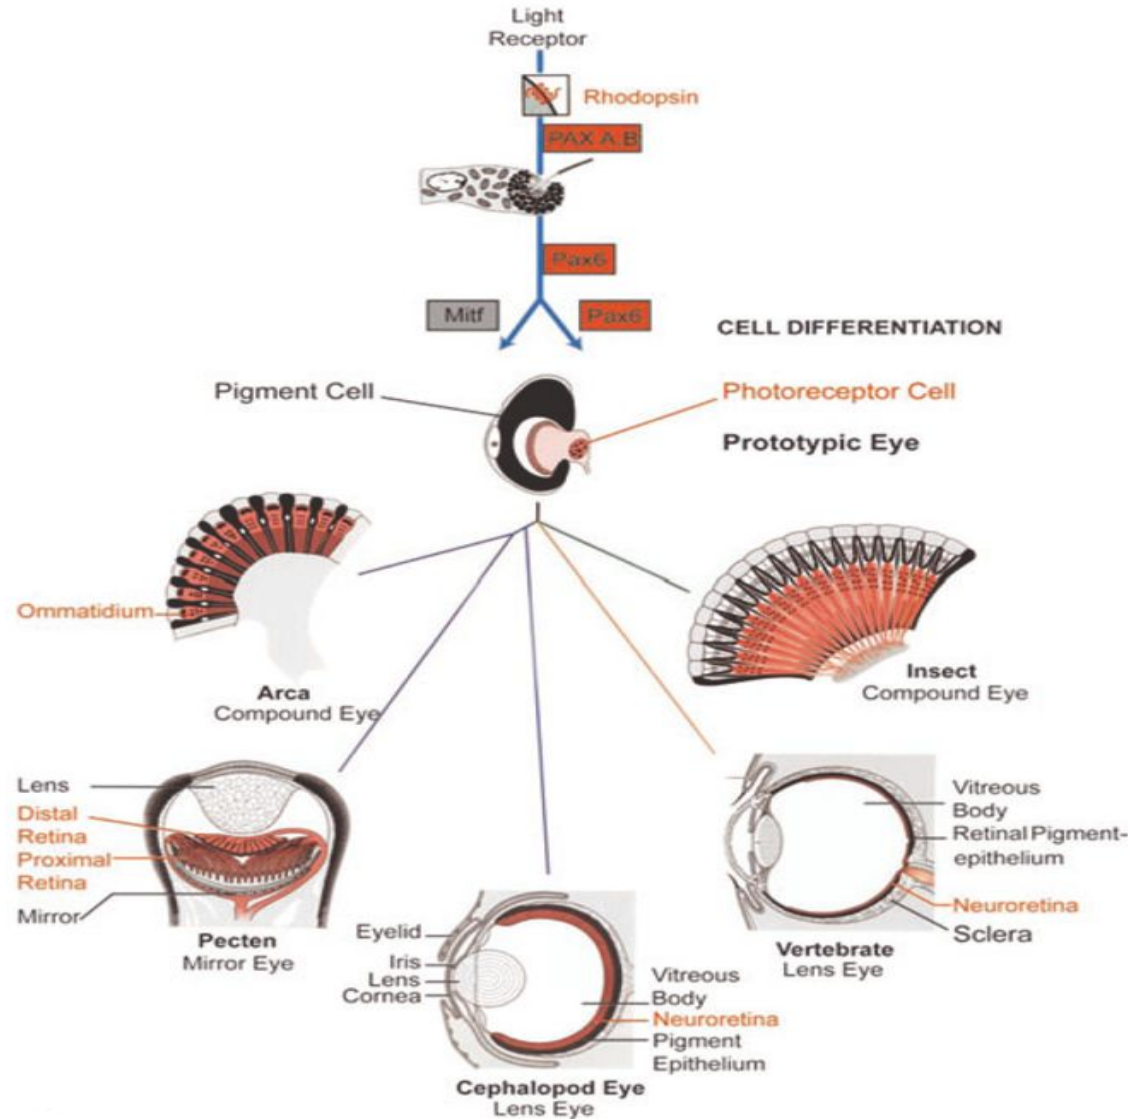 Light
Receptor
Rhodopsin
PAX A.B
Pax6
Mitf
Pax6
CELL DIFFERENTIATION
Pigment Cell
Photoreceptor Cell
Prototypic Eye
Ommatidium
Arca
Compound Eye
Insect
Compound Eye
Lens
Distal
Retina
Proximal
Retina
Mirror
Pecten
Mirror Eye
Eyelid
Iris
Lens
Cornea
Vitreous
Body
Neuroretina
Pigment
Epithelium
Cephalopod Eye
Lens Eye
Vitreous
Body
Retinal Pigment-
epithelium
Neuroretina
Sclera
Vertebrate
Lens Eye